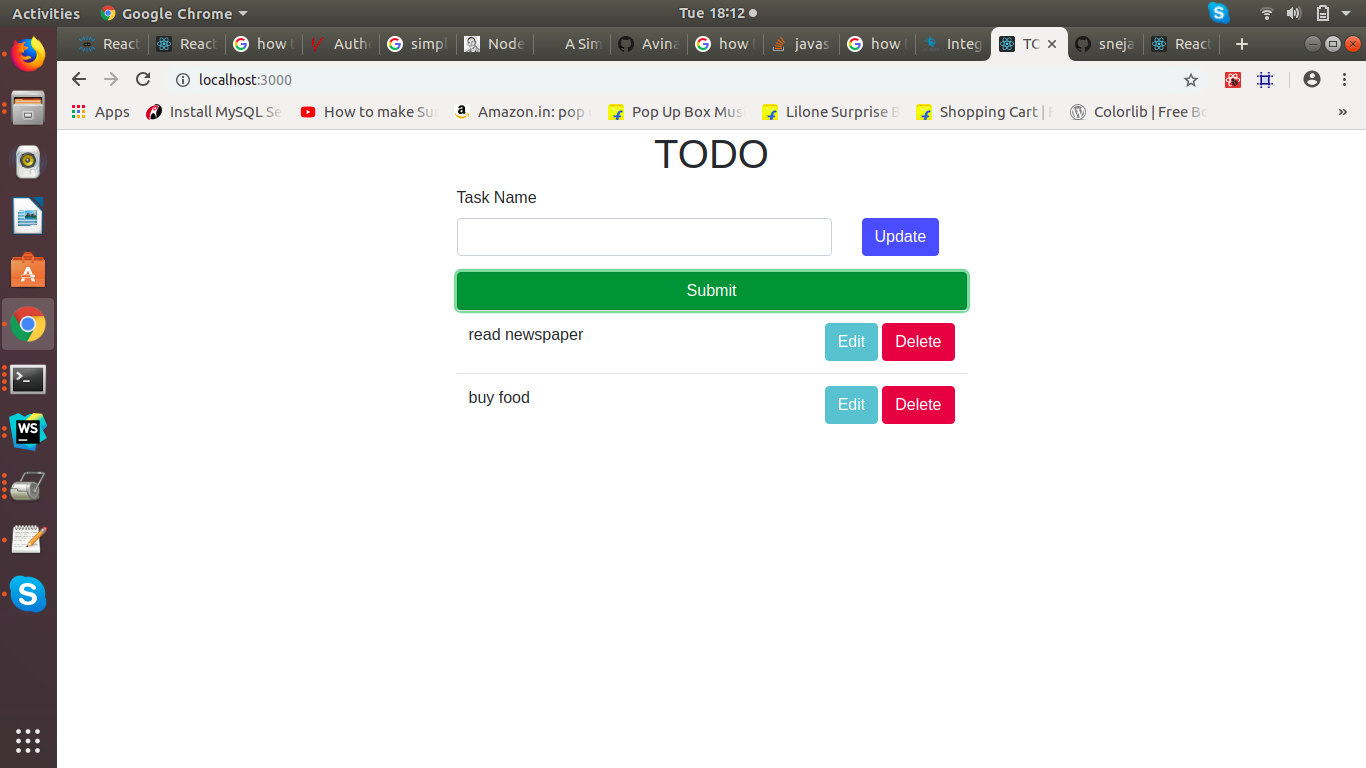 Activities Google Chrome Tue 18:12
React React how Auth simpl Node A Sim Avina how javas how Integ TC sneja React
localhost:3000
Apps Install MySQL Se How to make Su Amazon.in: pop Pop Up Box Mus Lilone Surprise B Shopping Cart | F Colorlib | Free Bo »
TODO
Task Name
Update
Submit
read newspaper Edit Delete
buy food Edit Delete